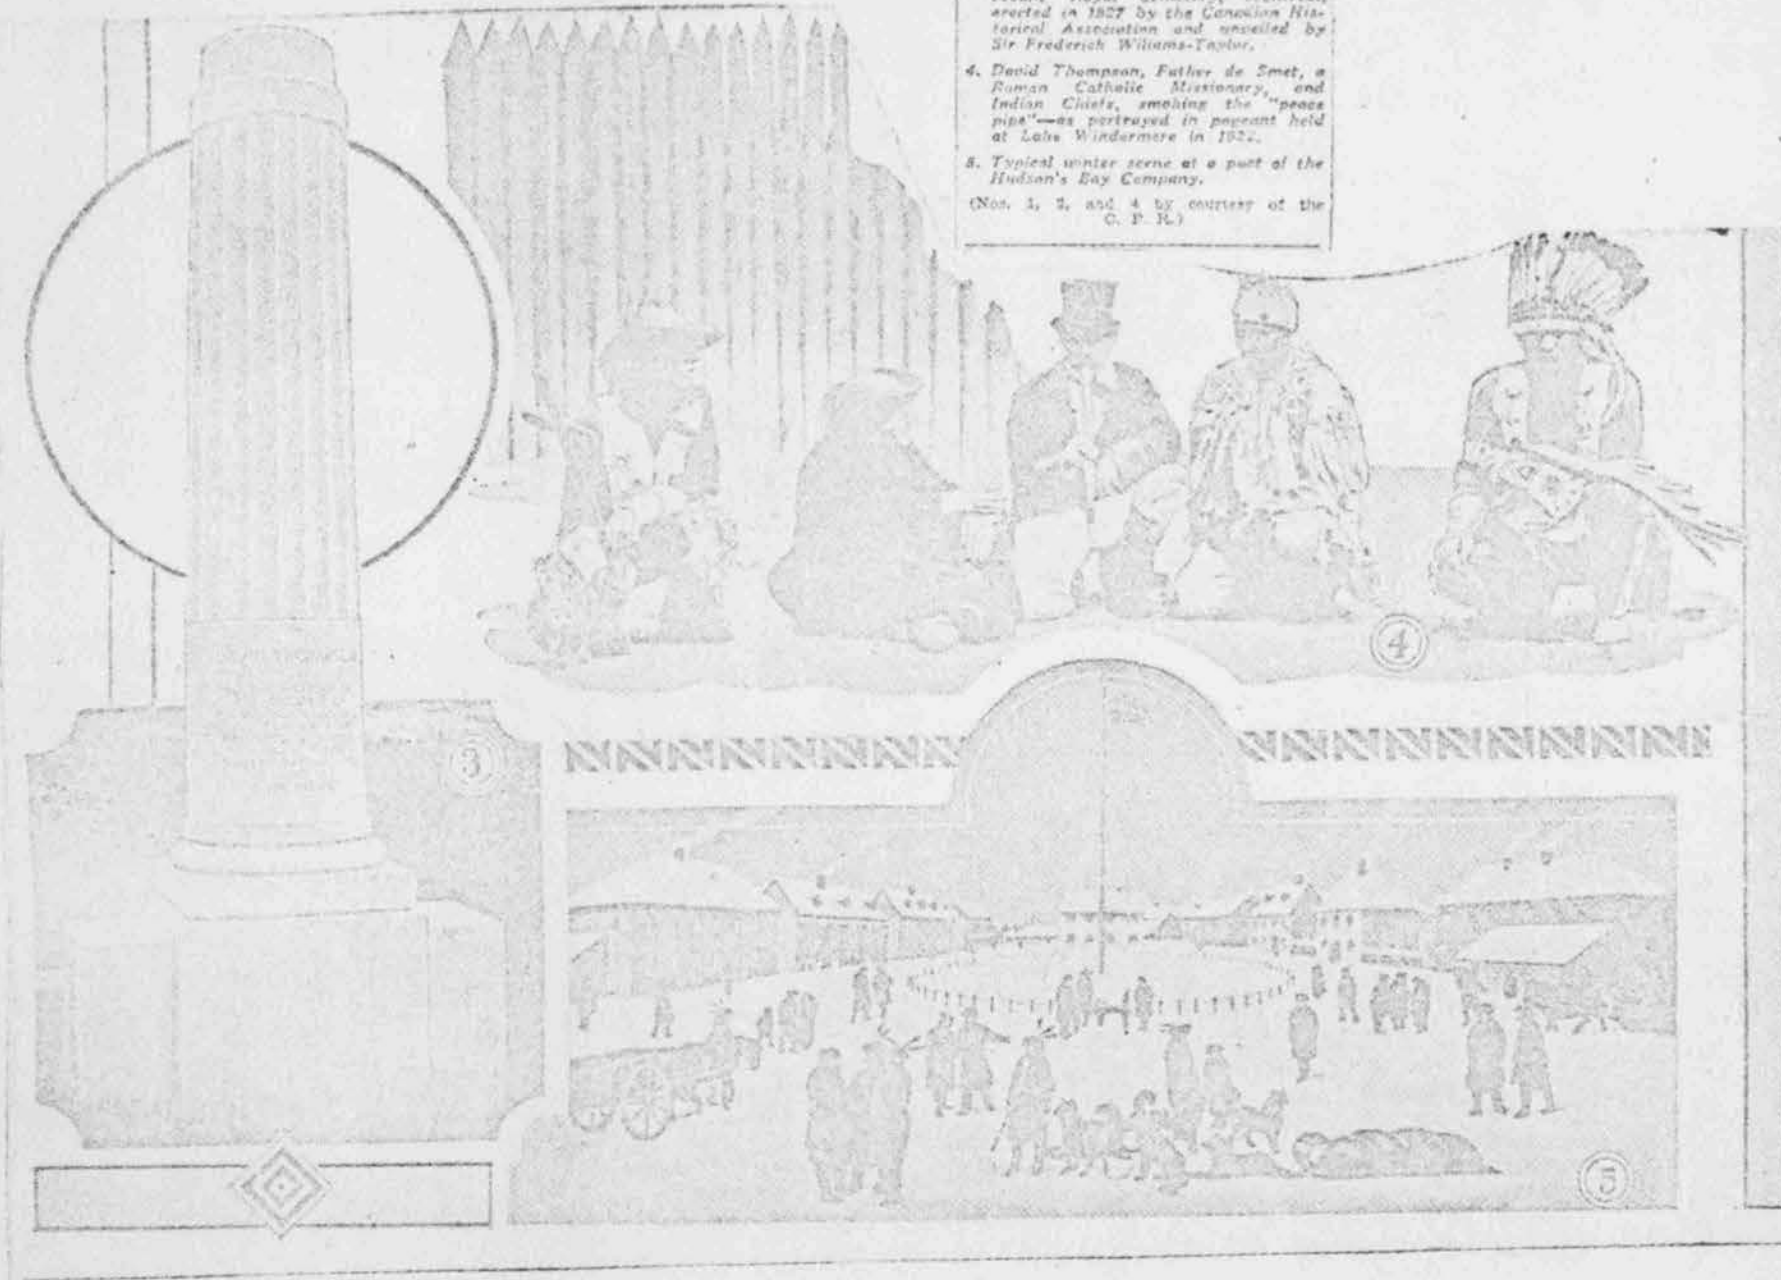 erected in 1927 by the Canadian His-
torical Association and unveiled by
Sir Frederick Wiliams-Taylor.
4. David Thompson, Father de Smet, a
Roman Catholic Missionary, and
Indian Chiefs, smoking the "peace
pipe"—as portrayed in pageant held
at Lake Windermere in 1922.
5. Typical winter scene at a post of the
Hudson's Bay Company.
(Nos. 1, 2, and 4 by courtesy of the
C. P. R.)
4
3
5